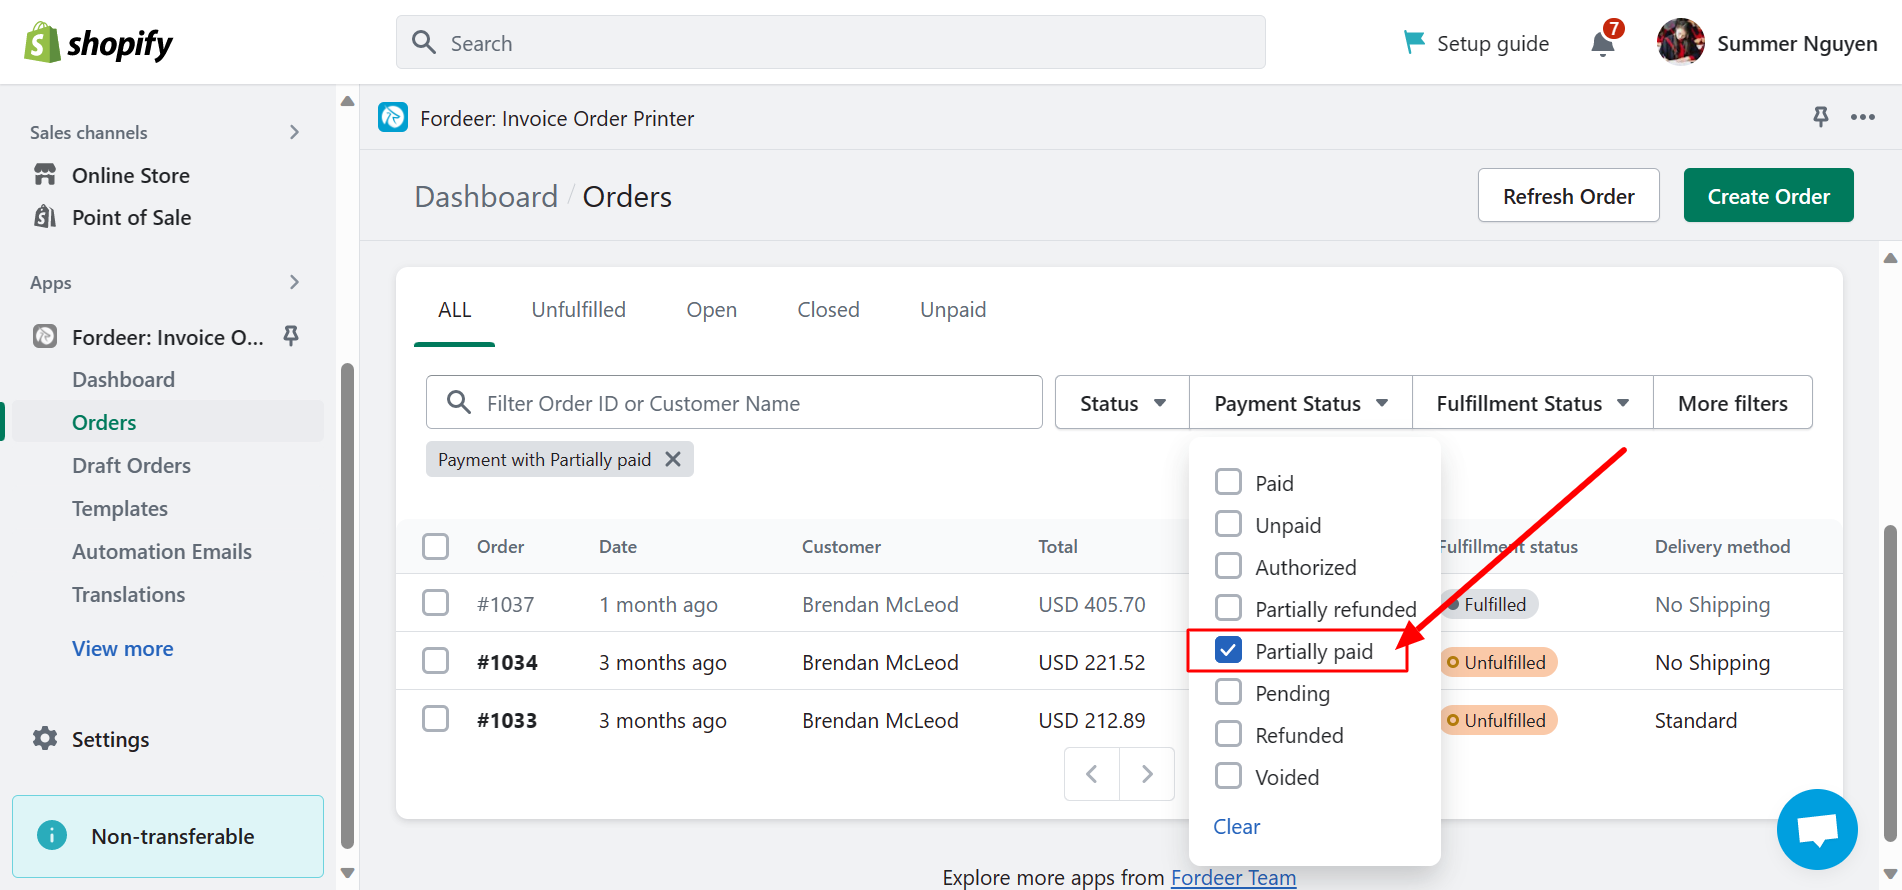 shopify
Search
Setup guide
7
Summer Nguyen
Sales channels
Online Store
Point of Sale
Apps
Fordeer: Invoice O...
Dashboard
Orders
Draft Orders
Templates
Automation Emails
Translations
View more
Settings
Non-transferable
Fordeer: Invoice Order Printer
Dashboard / Orders
Refresh Order
Create Order
ALL Unfulfilled Open Closed Unpaid
Filter Order ID or Customer Name
Status Payment Status Fulfillment Status More filters
Payment with Partially paid
Paid
Unpaid
Authorized
Partially refunded
Partially paid
Pending
Refunded
Voided
Clear
Order Date Customer Total Fulfillment status Delivery method
#1037 1 month ago Brendan McLeod USD 405.70 Fulfilled No Shipping
#1034 3 months ago Brendan McLeod USD 221.52 Unfulfilled No Shipping
#1033 3 months ago Brendan McLeod USD 212.89 Unfulfilled Standard
Explore more apps from Fordeer Team